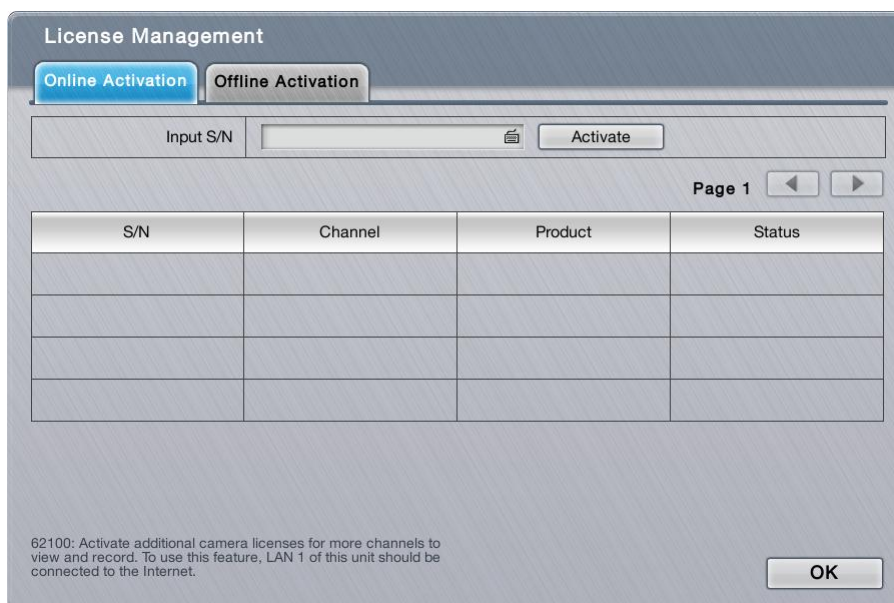 License Management
Online Activation Offline Activation
Input S/N Activate
Page 1
S/N Channel Product Status
62100: Activate additional camera licenses for more channels to
view and record. To use this feature, LAN 1 of this unit should be
connected to the Internet.
OK